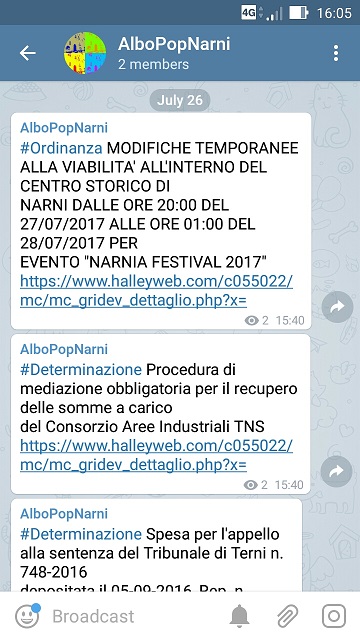 4G 16:05
AlboPopNarni
2 members
July 26
AlboPopNarni
#Ordinanza MODIFICHE TEMPORANEE
ALLA VIABILITA' ALL'INTERNO DEL
CENTRO STORICO DI
NARNI DALLE ORE 20:00 DEL
27/07/2017 ALLE ORE 01:00 DEL
28/07/2017 PER
EVENTO "NARNIA FESTIVAL 2017"
https://www.halleyweb.com/c055022/
mc/mc_gridev_dettaglio.php?x=
2 15:40
AlboPopNarni
#Determinazione Procedura di
mediazione obbligatoria per il recupero
delle somme a carico
del Consorzio Aree Industriali TNS
https://www.halleyweb.com/c055022/
mc/mc_gridev_dettaglio.php?x=
2 15:40
AlboPopNarni
#Determinazione Spesa per l'appello
alla sentenza del Tribunale di Terni n.
748-2016
depositata il 05-09-2016, Rep. n.
Broadcast